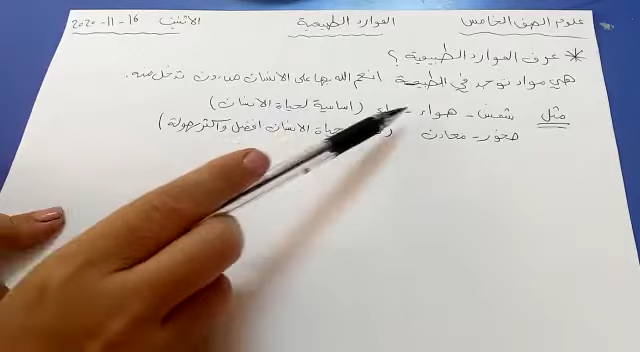 علوم الصف الخامس الموارد الطبيعية الاثنين 16-11-2020
* عرف الموارد الطبيعية ؟
هي مواد توجد في الطبيعة انعم الله بها على الانسان من دون تدخل منه.
مثل شمس - هواء - (اساسية لحياة الانسان)
صخور - معادن حياة الانسان افضل واكثر سهولة)